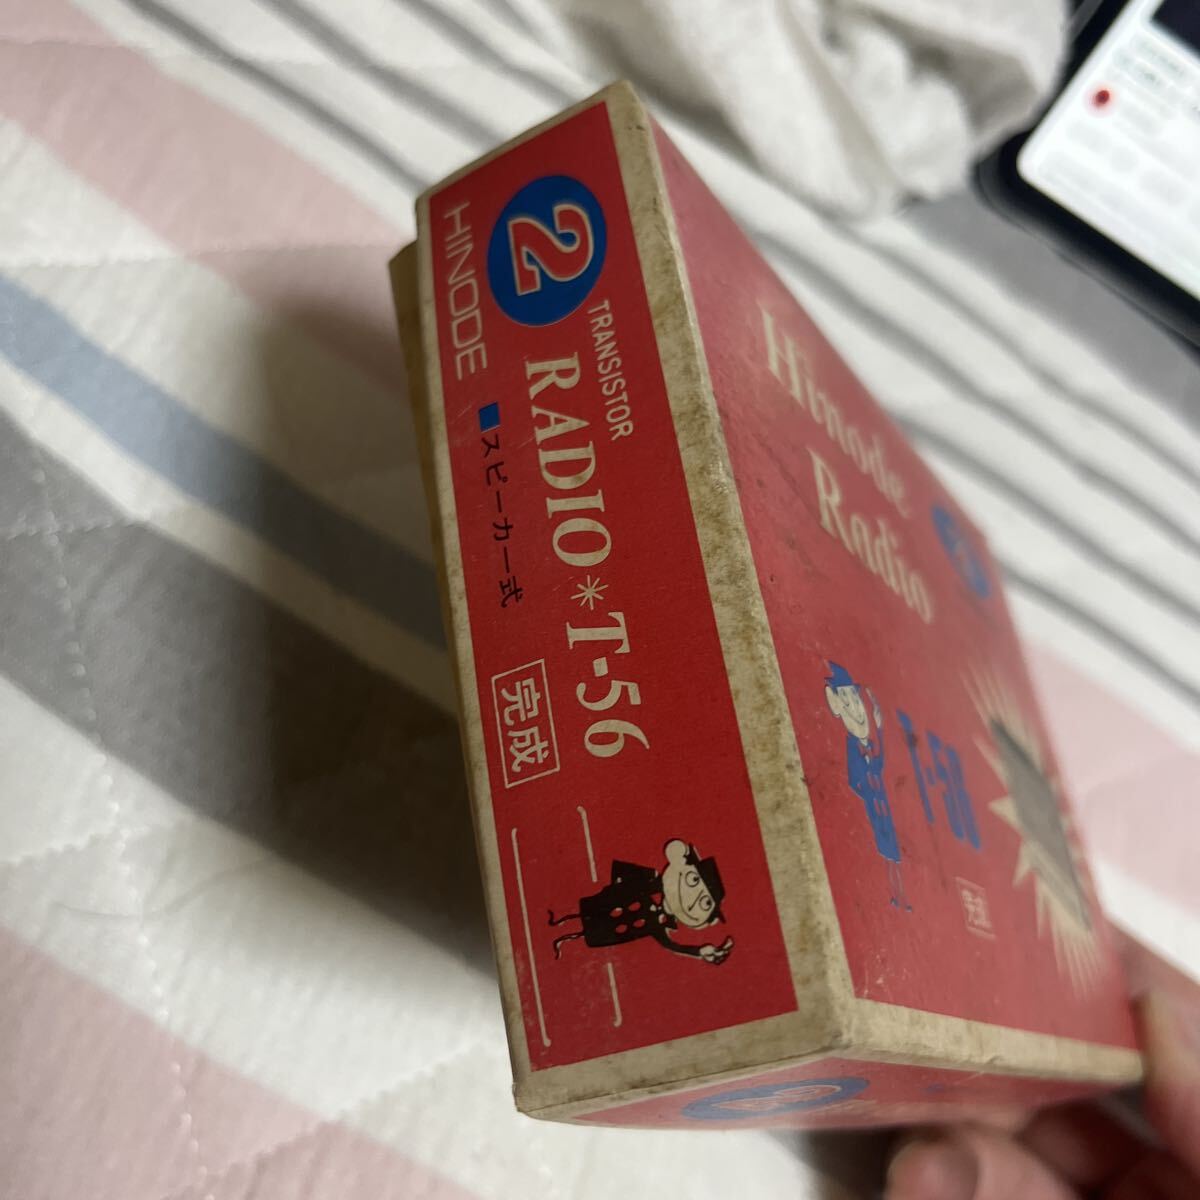 2
TRANSISTOR
RADIO*T-56
HINODE
■スピーカー式
完成
Hinode
Radio
T-56